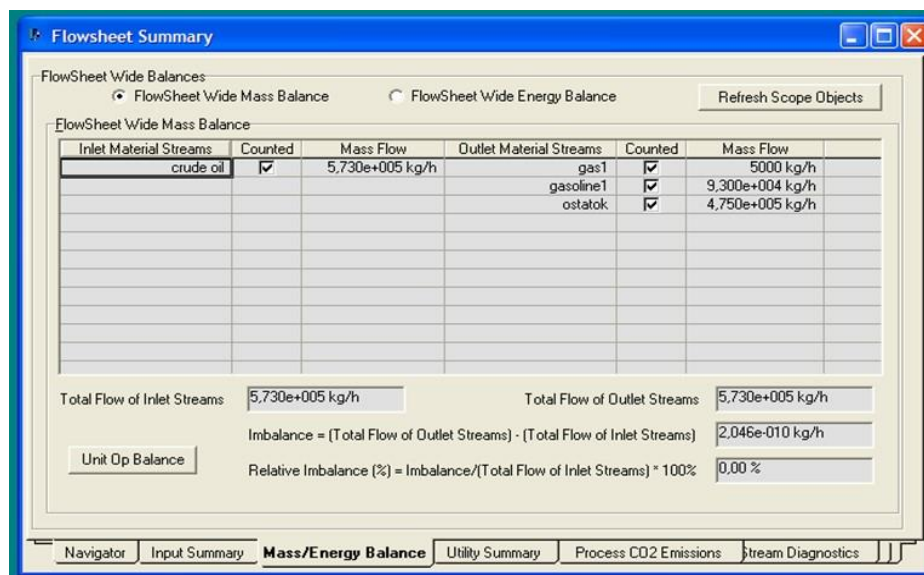 Flowsheet Summary
FlowSheet Wide Balances
FlowSheet Wide Mass Balance FlowSheet Wide Energy Balance Refresh Scope Objects
FlowSheet Wide Mass Balance
Inlet Material Streams Counted Mass Flow Outlet Material Streams Counted Mass Flow
crude oil 5,730e+005 kg/h gas1 5000 kg/h
gasoline1 9,300e+004 kg/h
ostatok 4,750e+005 kg/h
Total Flow of Inlet Streams 5,730e+005 kg/h Total Flow of Outlet Streams 5,730e+005 kg/h
Imbalance = (Total Flow of Outlet Streams) - (Total Flow of Inlet Streams) 2,046e-010 kg/h
Unit Op Balance
Relative Imbalance (%) = Imbalance/(Total Flow of Inlet Streams) * 100% 0,00 %
Navigator Input Summary Mass/Energy Balance Utility Summary Process CO2 Emissions Stream Diagnostics